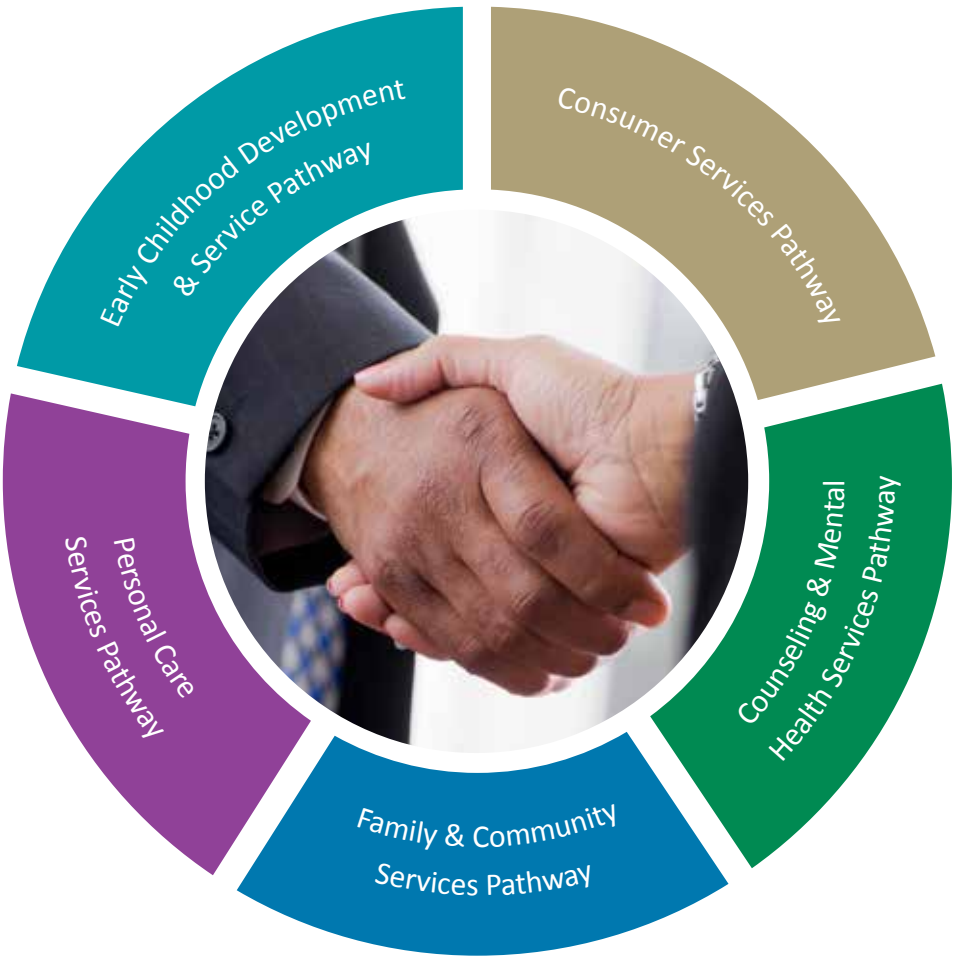 Early Childhood Development
& Service Pathway
Consumer Services Pathway
Counseling & Mental
Health Services Pathway
Family & Community
Services Pathway
Personal Care
Services Pathway